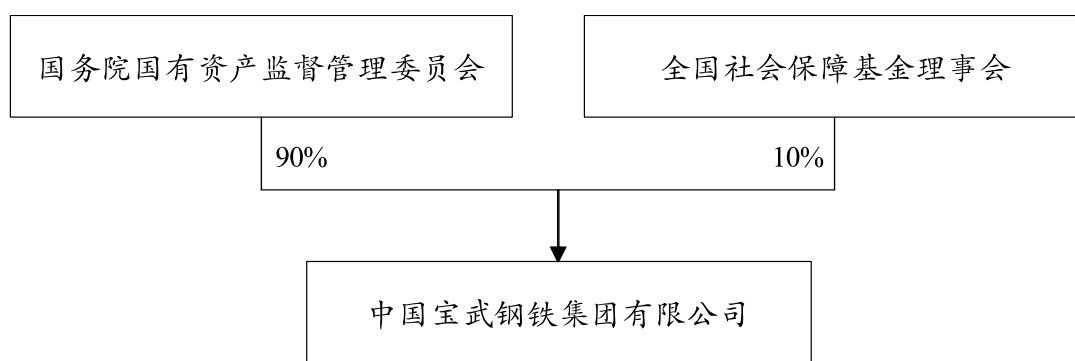 国务院国有资产监督管理委员会
全国社会保障基金理事会
90%
10%
中国宝武钢铁集团有限公司